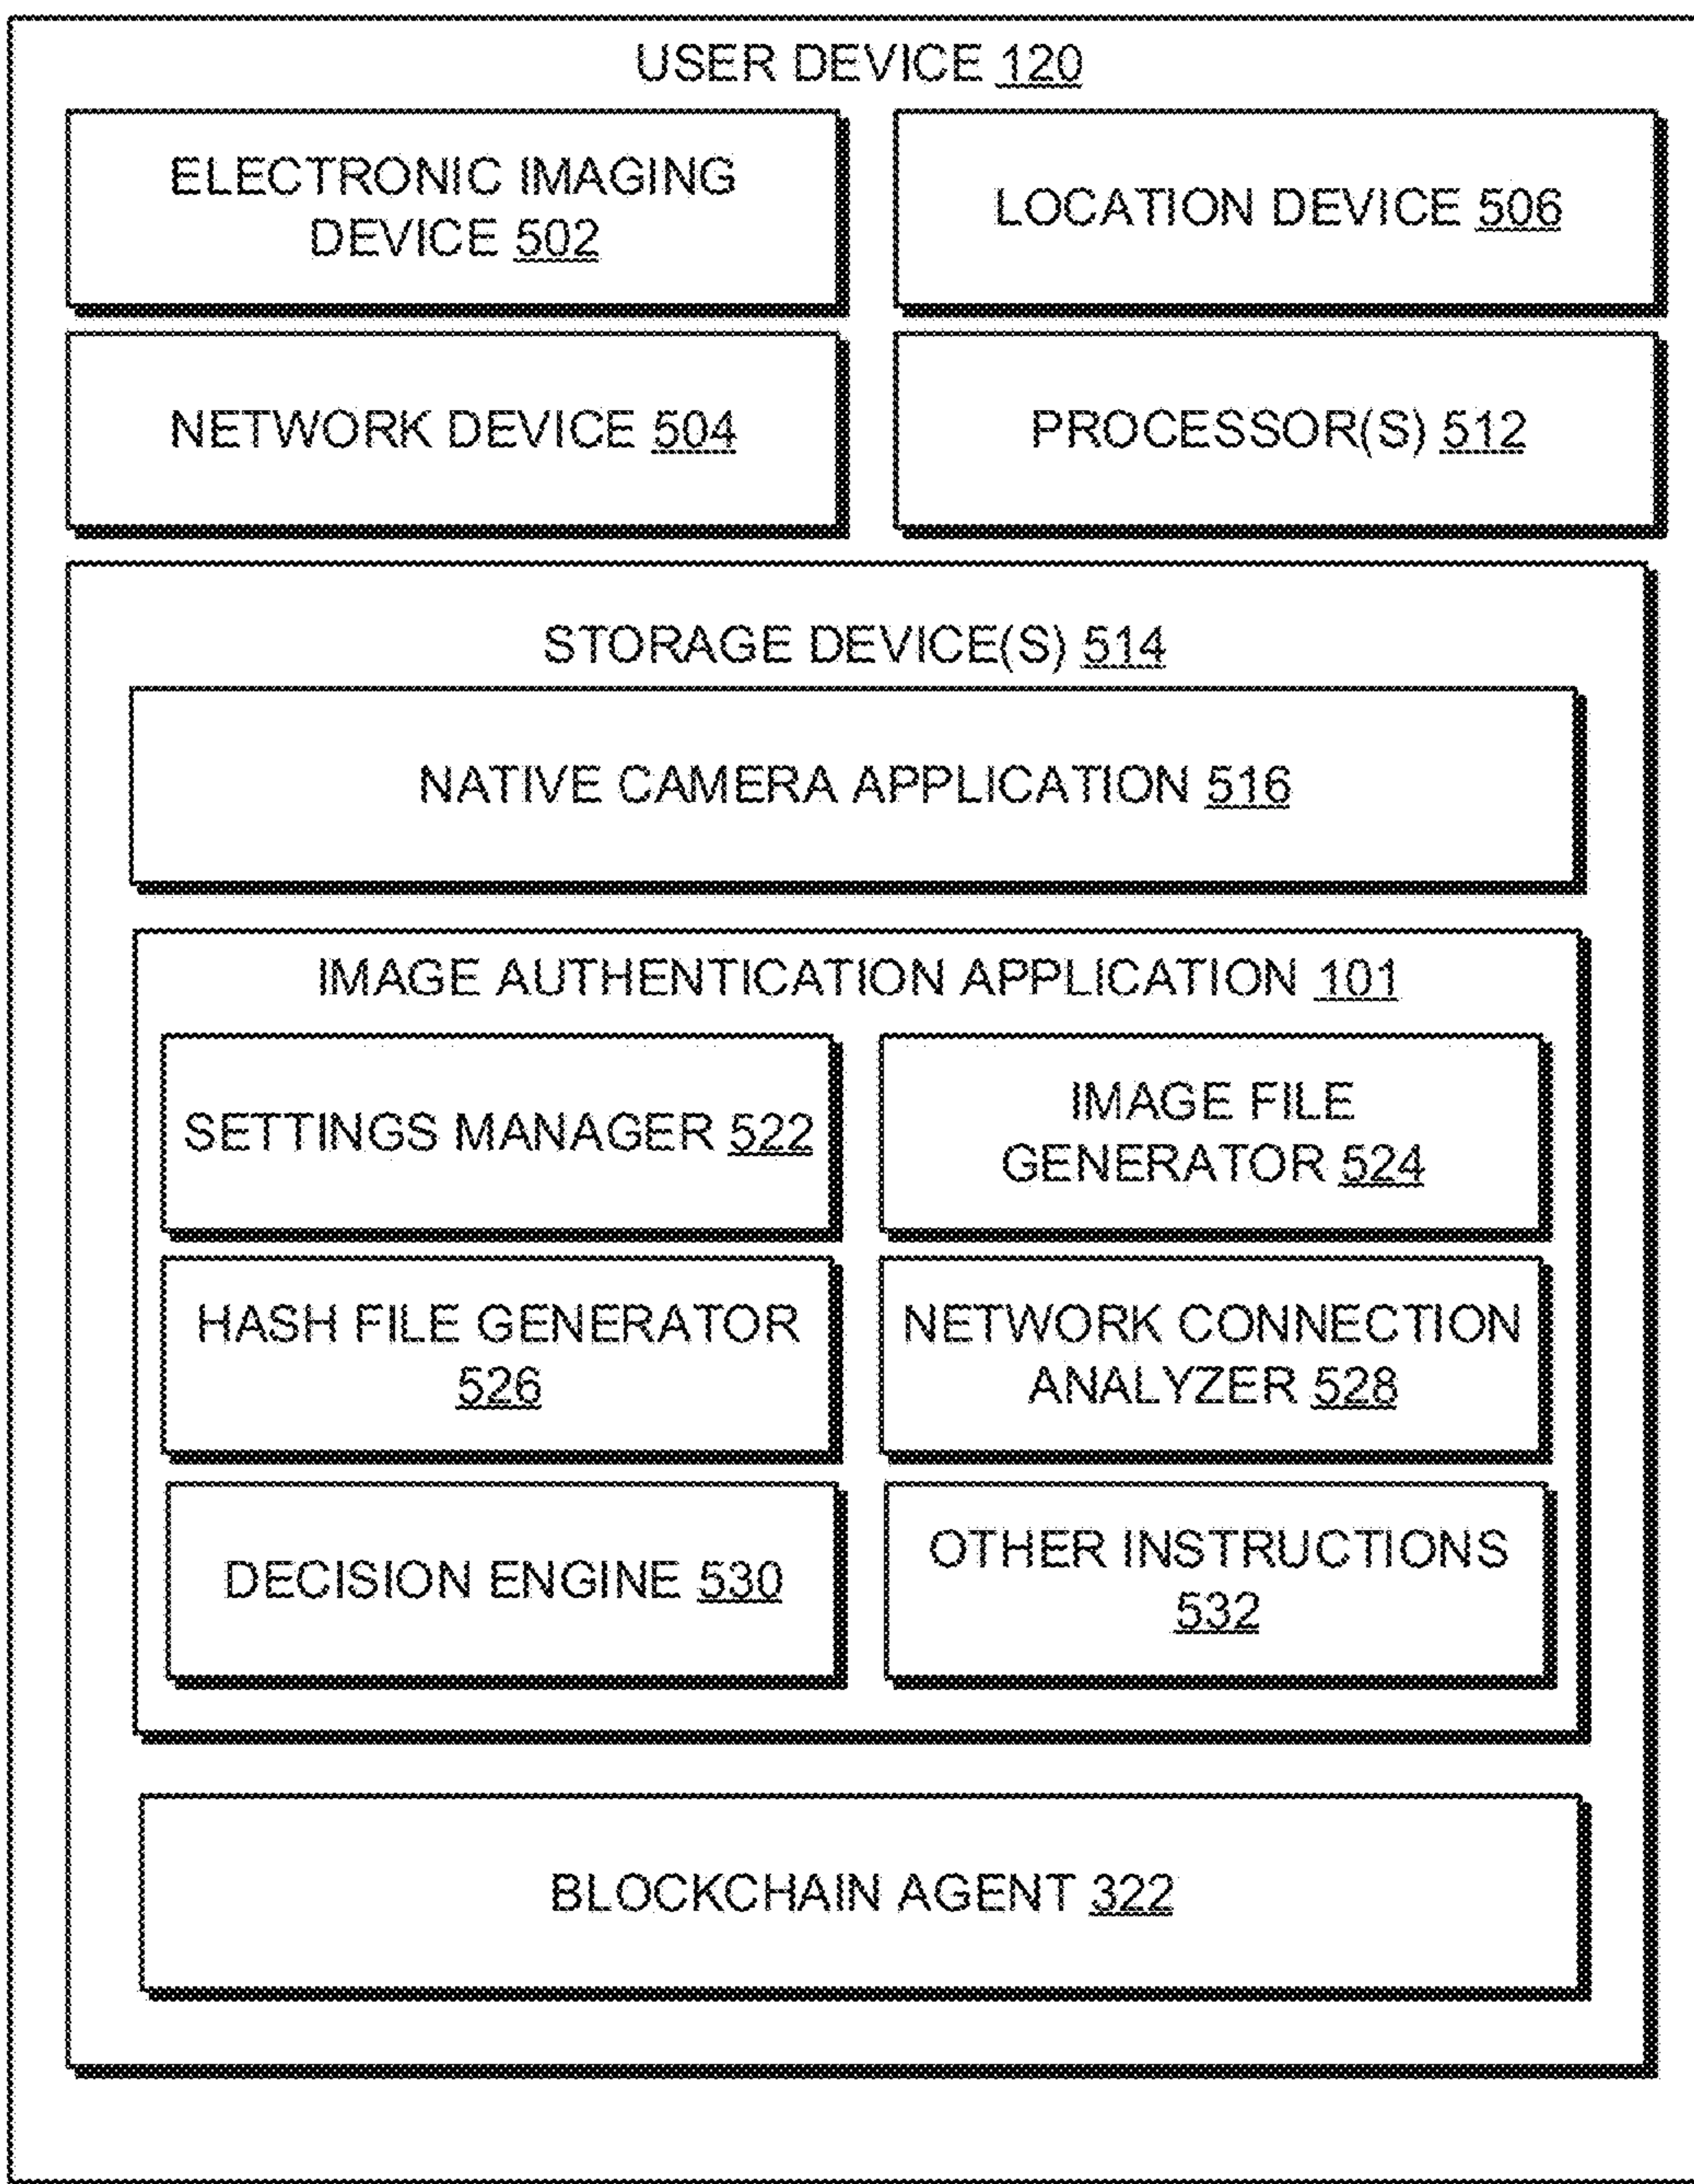 USER DEVICE 120
ELECTRONIC IMAGING
DEVICE 502
LOCATION DEVICE 506
NETWORK DEVICE 504
PROCESSOR(S) 512
STORAGE DEVICE(S) 514
NATIVE CAMERA APPLICATION 516
IMAGE AUTHENTICATION APPLICATION 101
SETTINGS MANAGER 522
IMAGE FILE
GENERATOR 524
HASH FILE GENERATOR
526
NETWORK CONNECTION
ANALYZER 528
DECISION ENGINE 530
OTHER INSTRUCTIONS
532
BLOCKCHAIN AGENT 322